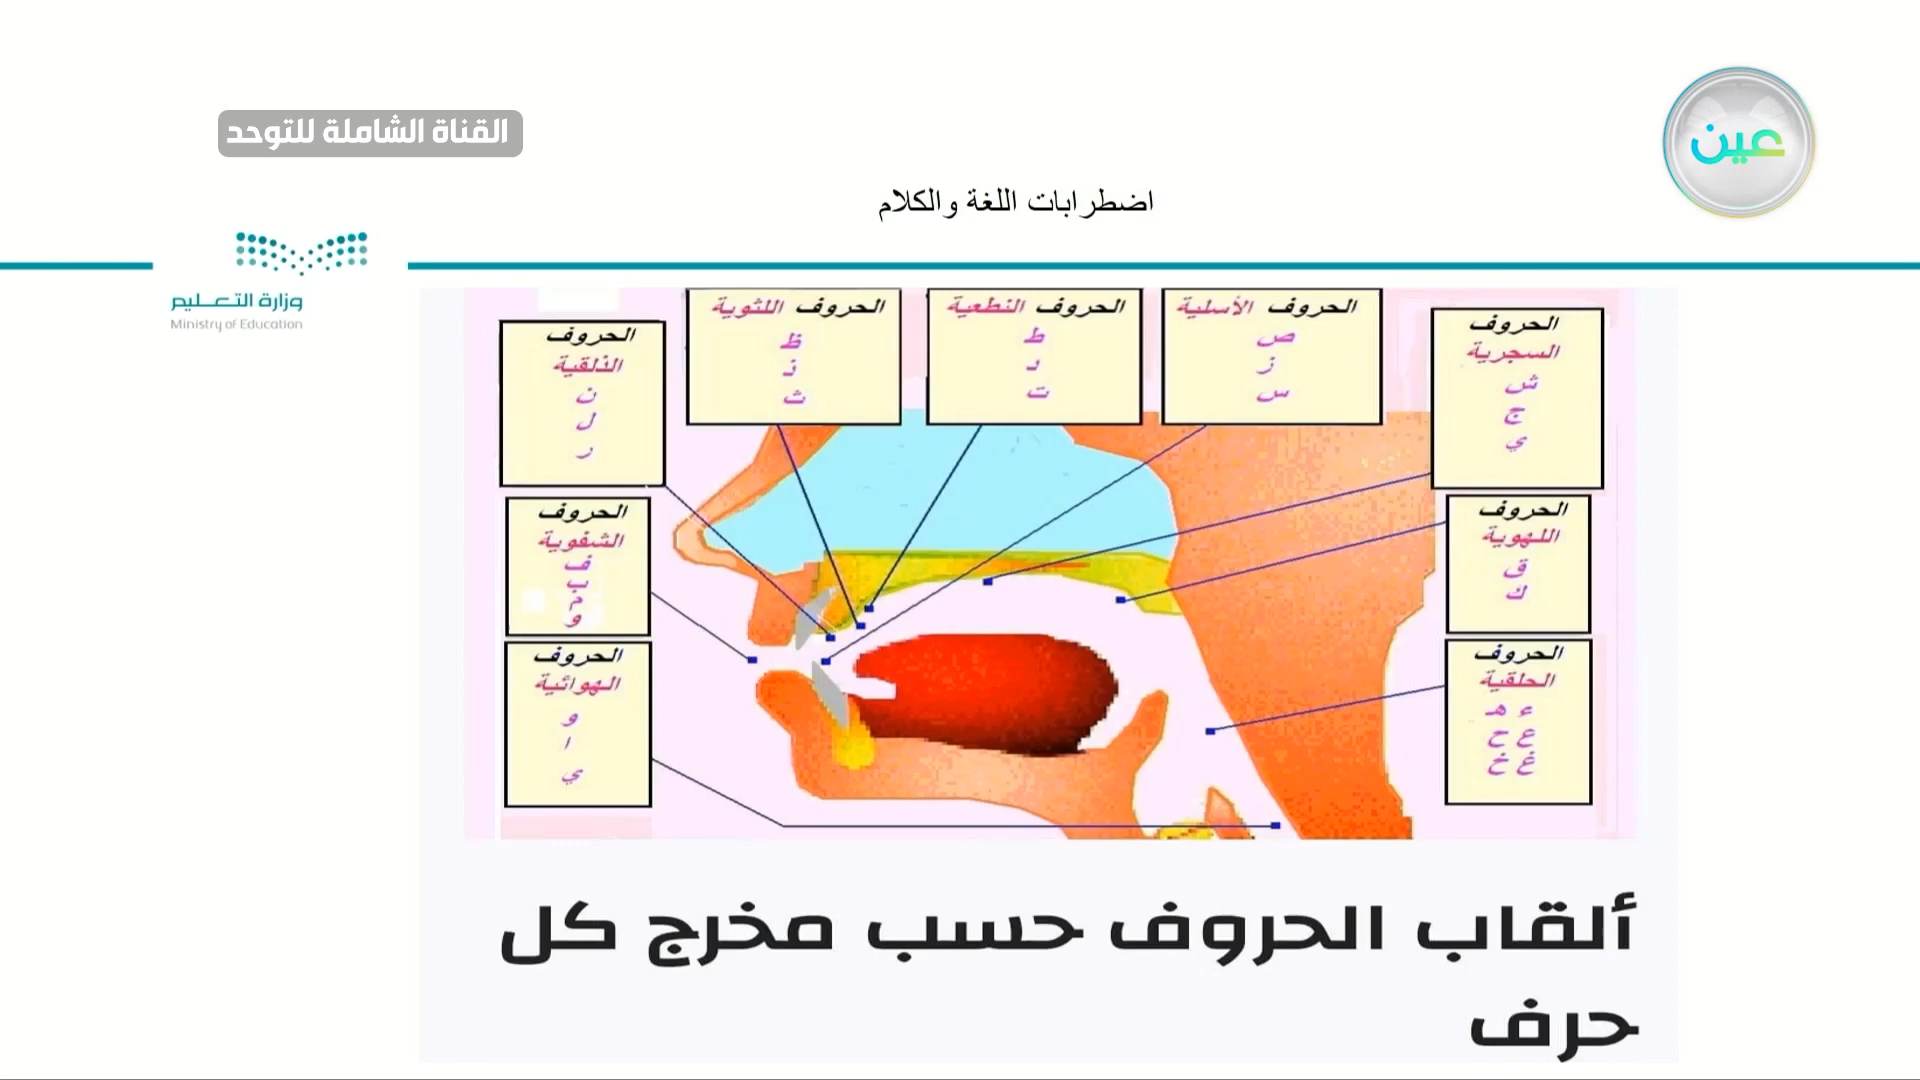 القناة الشاملة للتوحد
عين
اضطرابات اللغة والكلام
وزارة التعليم
Ministry of Education
الحروف السجرية
ش
ج
ي
الحروف الأسلية
ص
ز
س
الحروف النطعية
ط
د
ت
الحروف اللثوية
ظ
ذ
ث
الحروف
الذلقية
ن
ل
ر
الحروف
اللهوية
ق
ك
الحروف
الشفوية
ف
ب
م
و
الحروف
الحلقية
ء هـ
ع ح
غ خ
الحروف
الهوائية
و
ا
ي
ألقاب الحروف حسب مخرج كل
حرف